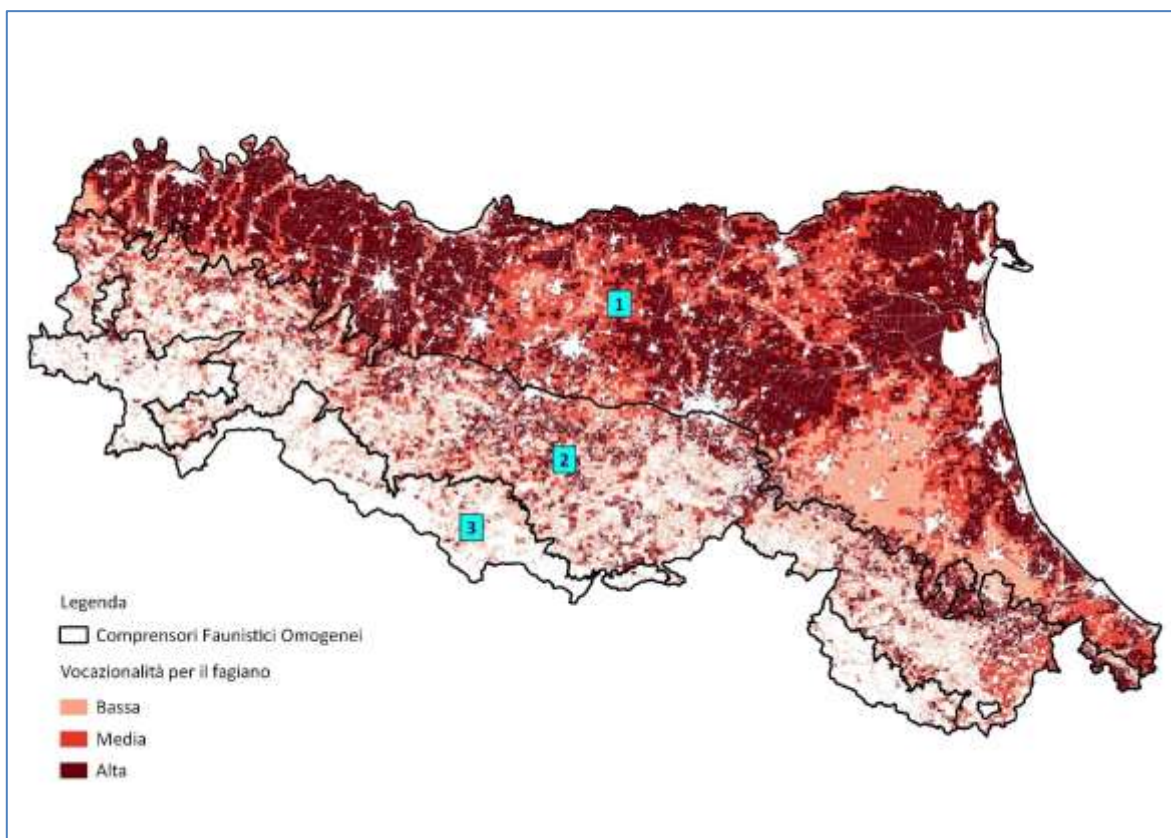 1
2
3
Legenda
Comprensori Faunistici Omogenei
Vocazionalità per il fagiano
Bassa
Media
Alta